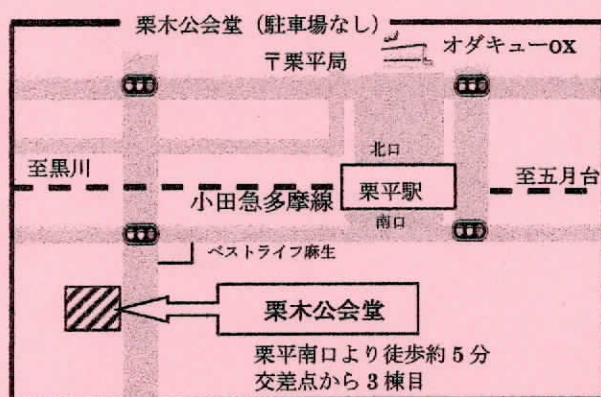 栗木公会堂（駐車場なし）
オダキューOX
〒栗平局
北口
至黒川
栗平駅
至五月台
小田急多摩線
南口
ベストライフ麻生
栗木公会堂
栗平南口より徒歩約5分
交差点から3棟目